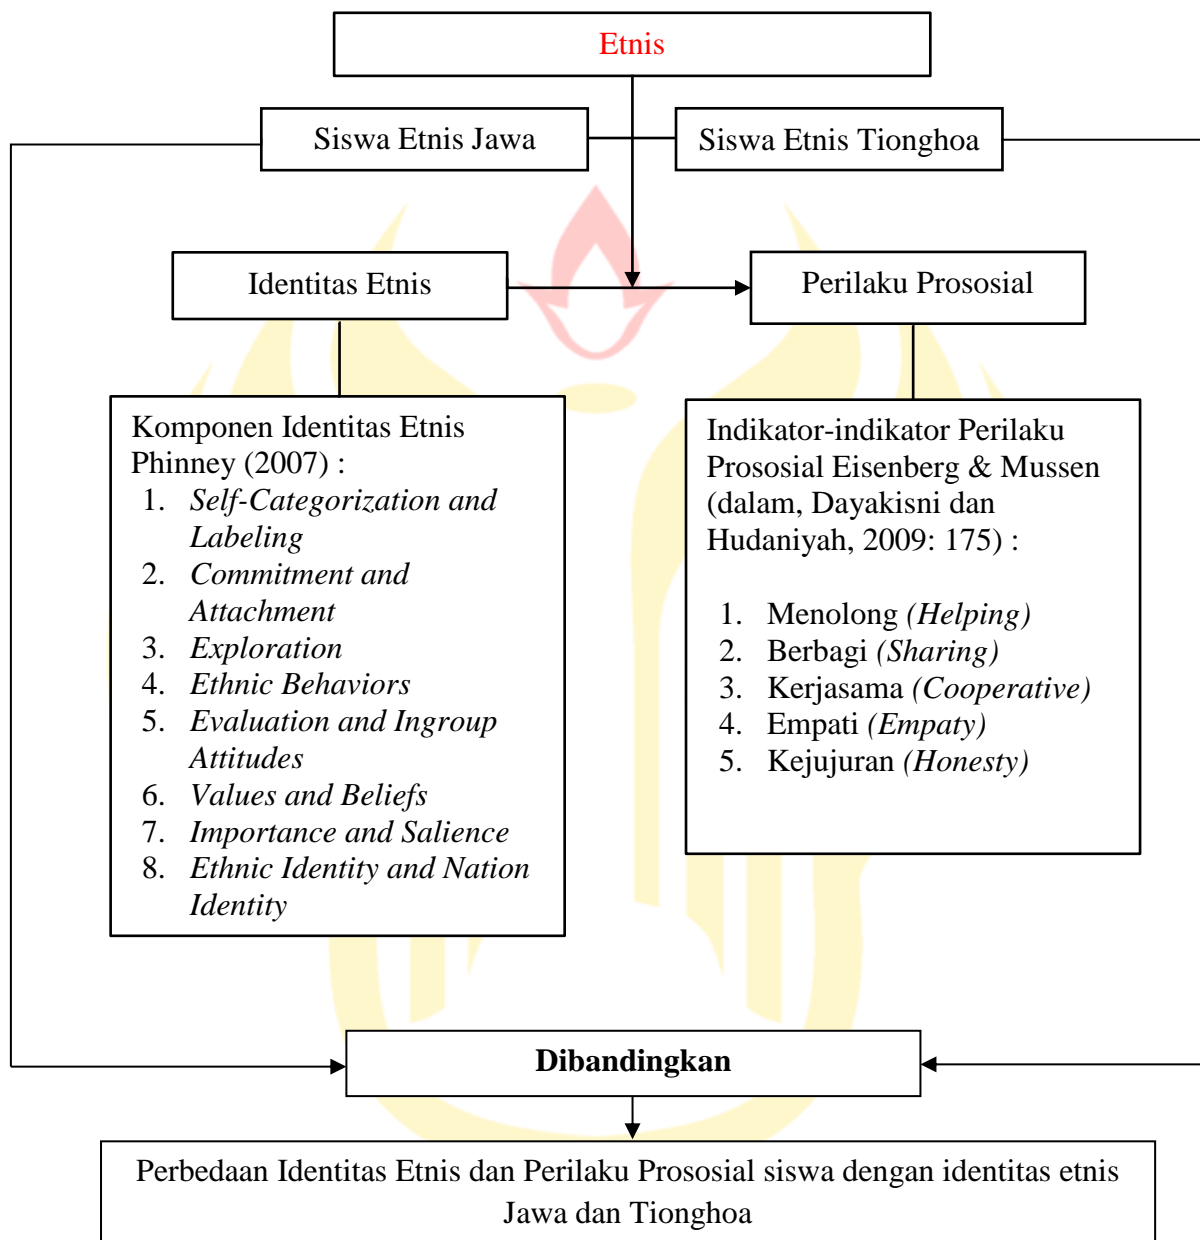 Etnis
Siswa Etnis Jawa
Siswa Etnis Tionghoa
Identitas Etnis
Perilaku Prososial
Komponen Identitas Etnis
Phinney (2007) :
1. Self-Categorization and
Labeling
2. Commitment and
Attachment
3. Exploration
4. Ethnic Behaviors
5. Evaluation and Ingroup
Attitudes
6. Values and Beliefs
7. Importance and Salience
8. Ethnic Identity and Nation
Identity
Indikator-indikator Perilaku
Prososial Eisenberg & Mussen
(dalam, Dayakisni dan
Hudaniyah, 2009: 175) :
1. Menolong (Helping)
2. Berbagi (Sharing)
3. Kerjasama (Cooperative)
4. Empati (Empaty)
5. Kejujuran (Honesty)
Dibandingkan
Perbedaan Identitas Etnis dan Perilaku Prososial siswa dengan identitas etnis
Jawa dan Tionghoa